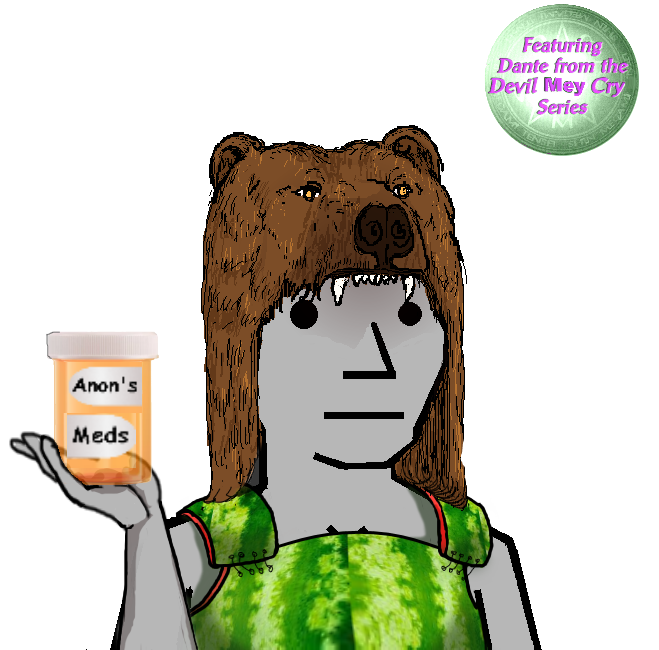 Featuring
Dante from the
Devil Mey Cry
Series
Anon's
Meds